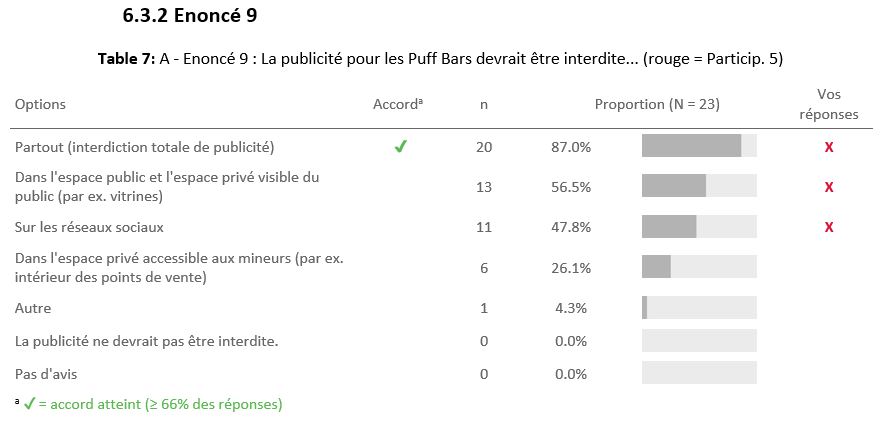 6.3.2 Enoncé 9
Table 7: A - Enoncé 9 : La publicité pour les Puff Bars devrait être interdite... (rouge = Particip. 5)
Options Accordᵃ n Proportion (N = 23) Vos
réponses
Partout (interdiction totale de publicité) ✔ 20 87.0% X
Dans l'espace public et l'espace privé visible du
public (par ex. vitrines) 13 56.5% X
Sur les réseaux sociaux 11 47.8% X
Dans l'espace privé accessible aux mineurs (par ex.
intérieur des points de vente) 6 26.1%
Autre 1 4.3%
La publicité ne devrait pas être interdite. 0 0.0%
Pas d'avis 0 0.0%
ᵃ ✔ = accord atteint (≥ 66% des réponses)